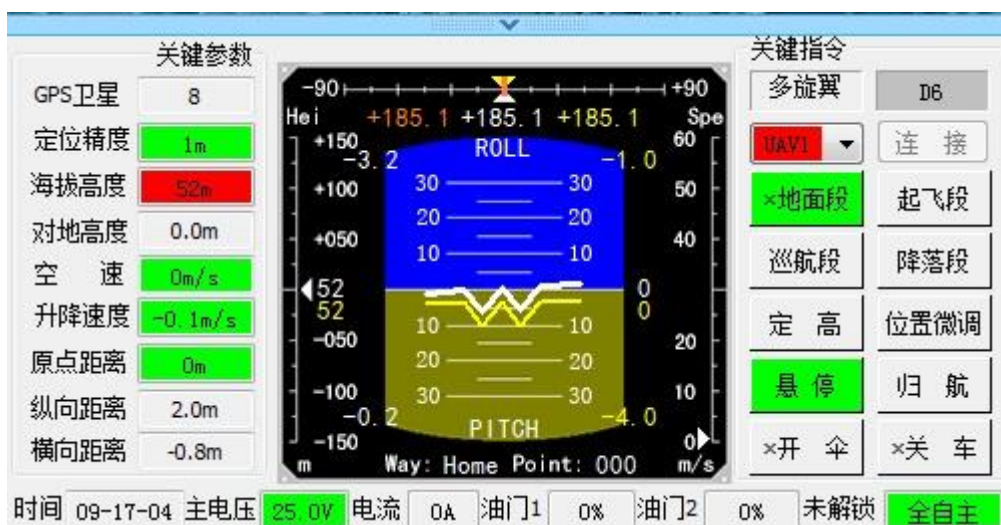 关键参数
GPS卫星 8
定位精度 1m
海拔高度 52m
对地高度 0.0m
空 速 0m/s
升降速度 -0.1m/s
原点距离 0m
纵向距离 2.0m
横向距离 -0.8m
-90 +90
Hei +185.1 +185.1 +185.1 Spe
+150 -3.2 ROLL -1.0 60
30 30
+100 50
20 20
+050 40
10 10
52 0
52 0
10 10
-050 20
20 20
-100 30 30 10
-0.2 PITCH -4.0
-150 0
m Way: Home Point: 000 m/s
关键指令
多旋翼 D6
UAV1 连 接
×地面段 起飞段
巡航段 降落段
定 高 位置微调
悬 停 归 航
×开 伞 ×关 车
时间 09-17-04 主电压 25.0V 电流 0A 油门1 0% 油门2 0% 未解锁 全自主